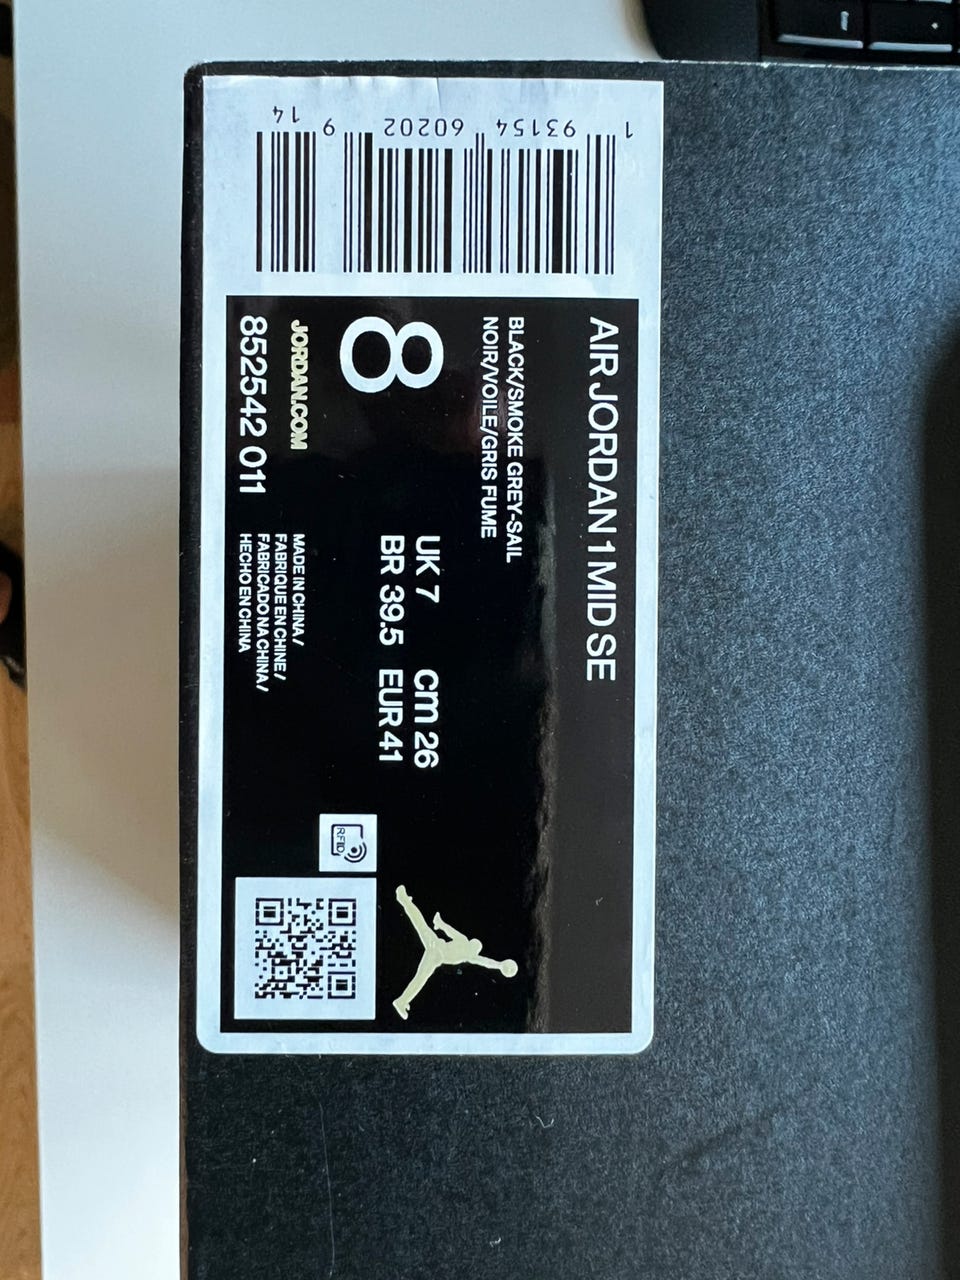 AIR JORDAN 1 MID SE
BLACK/SMOKE GREY-SAIL
NOIR/VOILE/GRIS FUME
8
UK 7 cm 26
BR 39.5 EUR 41
JORDAN.COM
852542 011
MADE IN CHINA/
FABRIQUE EN CHINE/
FABRICADO NA CHINA/
HECHO EN CHINA
RFID
1 93154 60202 9 14